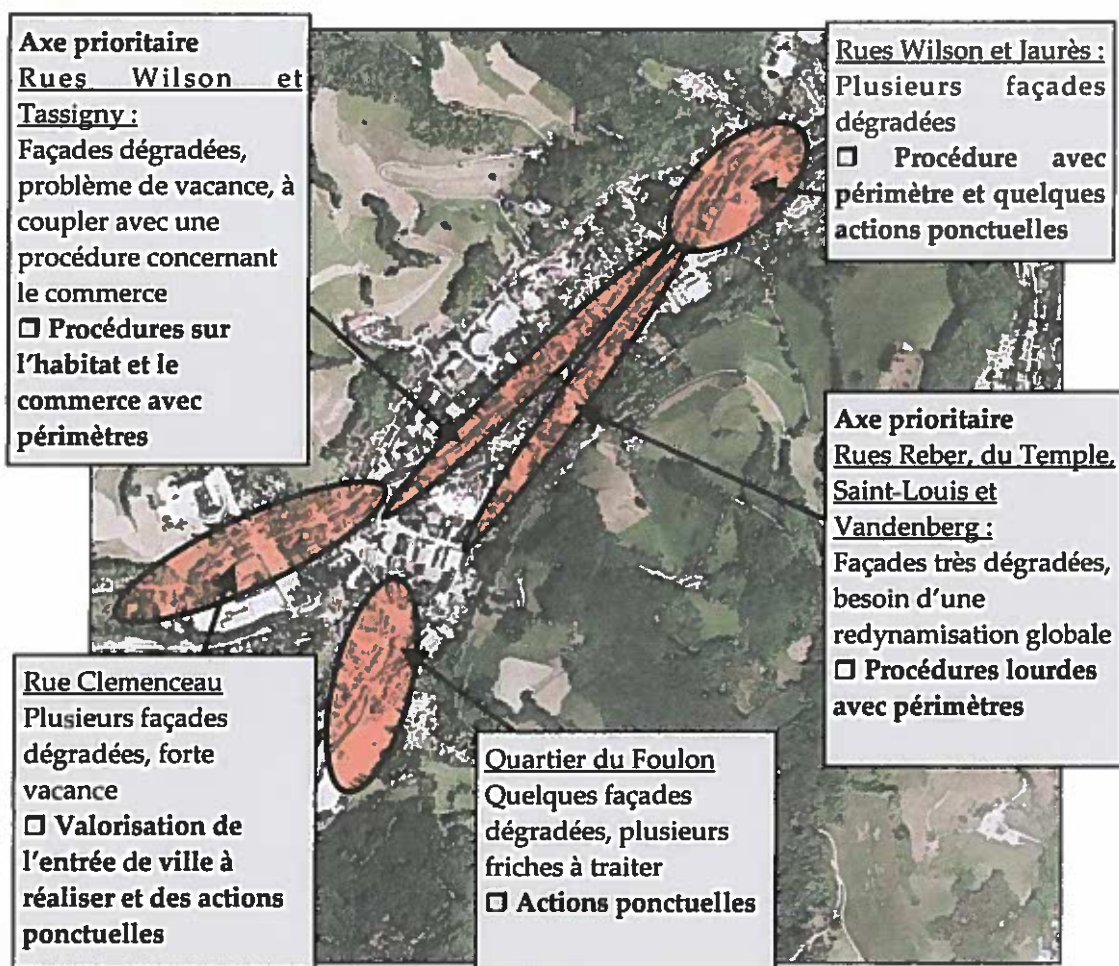 Axe prioritaire
Rues Wilson et
Tassigny :
Façades dégradées,
problème de vacance, à
coupler avec une
procédure concernant
le commerce
❒ Procédures sur
l'habitat et le
commerce avec
périmètres
Rues Wilson et Jaurès :
Plusieurs façades
dégradées
❒ Procédure avec
périmètre et quelques
actions ponctuelles
Axe prioritaire
Rues Reber, du Temple,
Saint-Louis et
Vandenberg :
Façades très dégradées,
besoin d'une
redynamisation globale
❒ Procédures lourdes
avec périmètres
Rue Clemenceau
Plusieurs façades
dégradées, forte
vacance
❒ Valorisation de
l'entrée de ville à
réaliser et des actions
ponctuelles
Quartier du Foulon
Quelques façades
dégradées, plusieurs
friches à traiter
❒ Actions ponctuelles